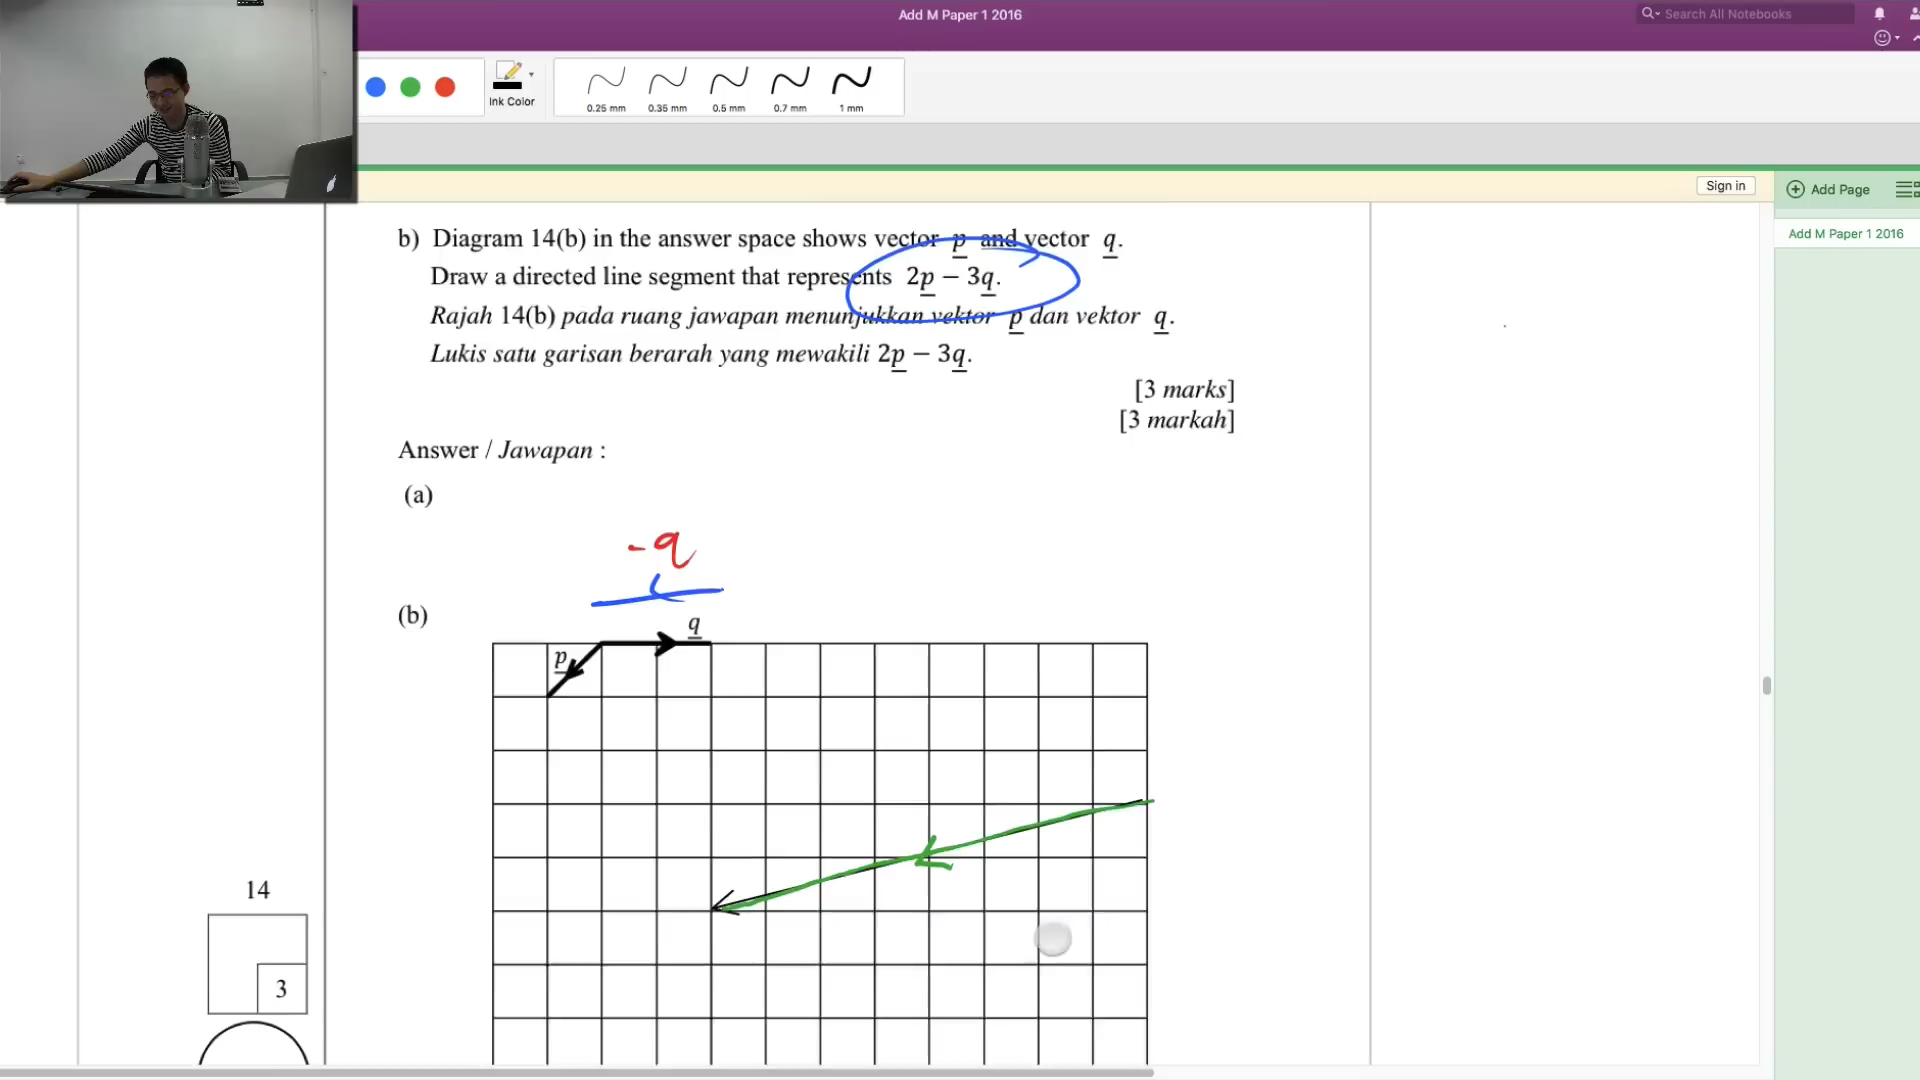 Add M Paper 1 2016
Search All Notebooks
Ink Color
0.25 mm 0.35 mm 0.5 mm 0.7 mm 1 mm
Sign in
Add Page
Add M Paper 1 2016
b) Diagram 14(b) in the answer space shows vector p and vector q.
Draw a directed line segment that represents 2p − 3q.
Rajah 14(b) pada ruang jawapan menunjukkan vektor p dan vektor q.
Lukis satu garisan berarah yang mewakili 2p − 3q.
[3 marks]
[3 markah]
Answer / Jawapan :
(a)
-q
(b)
q
p
14
3